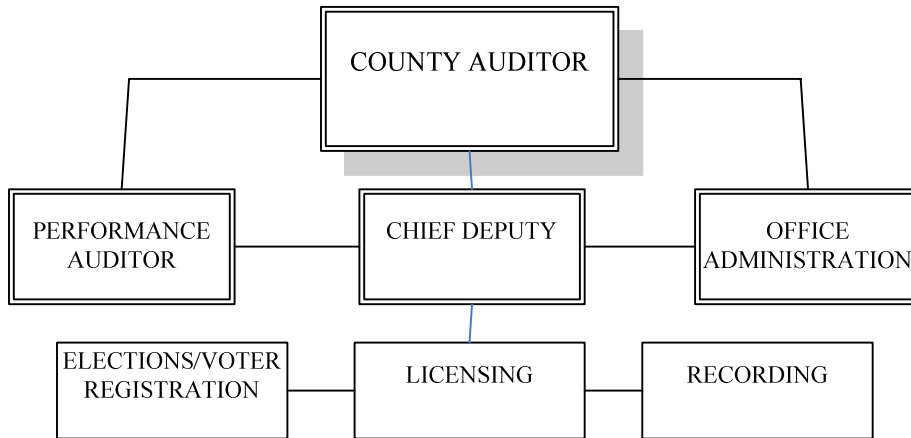 COUNTY AUDITOR
PERFORMANCE
AUDITOR
CHIEF DEPUTY
OFFICE
ADMINISTRATION
ELECTIONS/VOTER
REGISTRATION
LICENSING
RECORDING